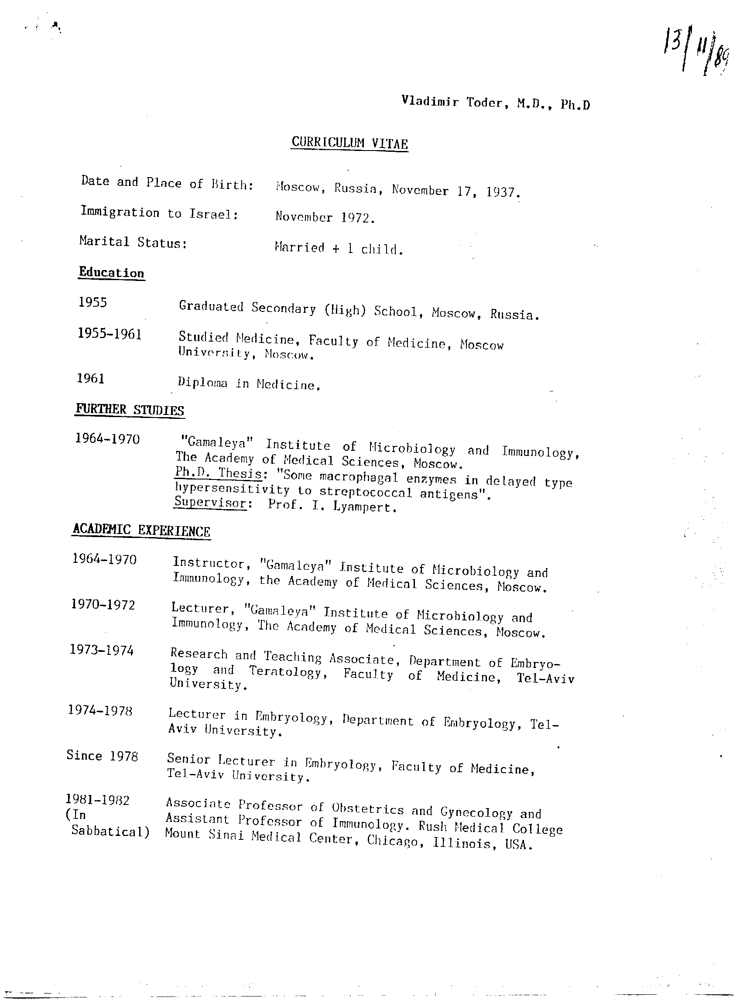 13/11/89
Vladimir Toder, M.D., Ph.D
CURRICULUM VITAE
Date and Place of Birth: Moscow, Russia, November 17, 1937.
Immigration to Israel: November 1972.
Marital Status: Married + 1 child.
Education
1955 Graduated Secondary (High) School, Moscow, Russia.
1955-1961 Studied Medicine, Faculty of Medicine, Moscow
University, Moscow.
1961 Diploma in Medicine.
FURTHER STUDIES
1964-1970 "Gamaleya" Institute of Microbiology and Immunology,
The Academy of Medical Sciences, Moscow.
Ph.D. Thesis: "Some macrophagal enzymes in delayed type
hypersensitivity to streptococcal antigens".
Supervisor: Prof. I. Lyampert.
ACADEMIC EXPERIENCE
1964-1970 Instructor, "Gamaleya" Institute of Microbiology and
Immunology, the Academy of Medical Sciences, Moscow.
1970-1972 Lecturer, "Gamaleya" Institute of Microbiology and
Immunology, The Academy of Medical Sciences, Moscow.
1973-1974 Research and Teaching Associate, Department of Embryo-
logy and Teratology, Faculty of Medicine, Tel-Aviv
University.
1974-1978 Lecturer in Embryology, Department of Embryology, Tel-
Aviv University.
Since 1978 Senior Lecturer in Embryology, Faculty of Medicine,
Tel-Aviv University.
1981-1982 Associate Professor of Obstetrics and Gynecology and
(In Assistant Professor of Immunology. Rush Medical College
Sabbatical) Mount Sinai Medical Center, Chicago, Illinois, USA.